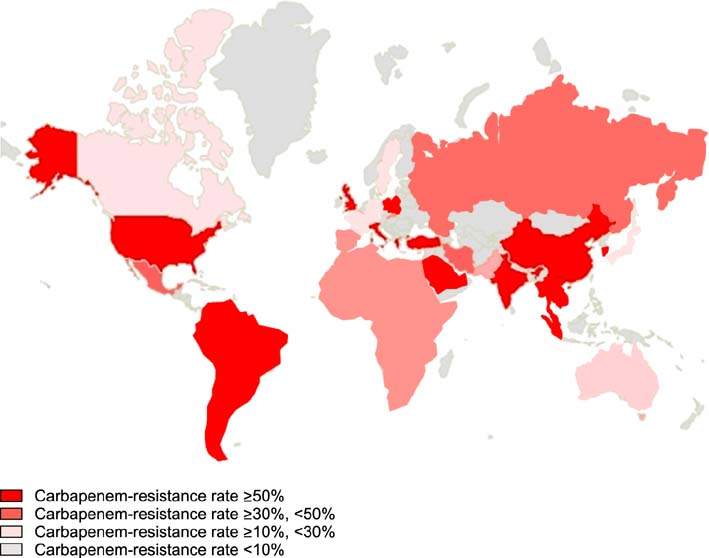 Carbapenem-resistance rate ≥50%
Carbapenem-resistance rate ≥30%, <50%
Carbapenem-resistance rate ≥10%, <30%
Carbapenem-resistance rate <10%